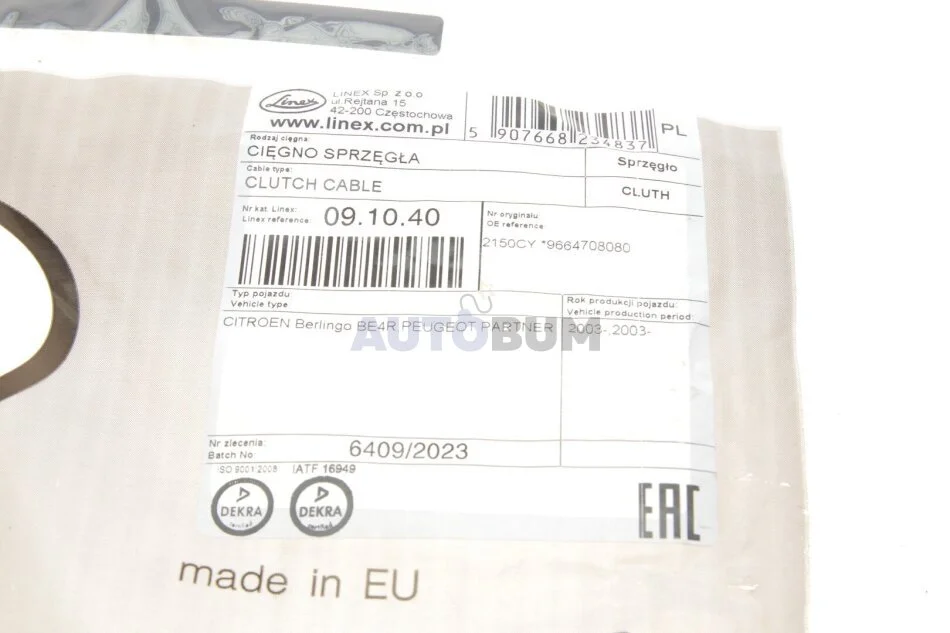 Linex
LINEX Sp. z o.o
ul.Rejtana 15
42-200 Częstochowa
www.linex.com.pl
5 907668 234837
PL
Rodzaj cięgna:
CIĘGNO SPRZĘGŁA
Sprzęgło
Cable type:
CLUTCH CABLE
CLUTH
Nr kat. Linex:
Linex reference:
09.10.40
Nr oryginału:
OE reference:
2150CY *9664708080
Typ pojazdu:
Vehicle type:
Rok produkcji pojazdu:
Vehicle production period:
CITROEN Berlingo BE4R PEUGEOT PARTNER
2003-.2003-
AUTOBUM
Nr zlecenia:
Batch No
6409/2023
ISO 9001:2008
IATF 16949
DEKRA
DEKRA
EAC
made in EU